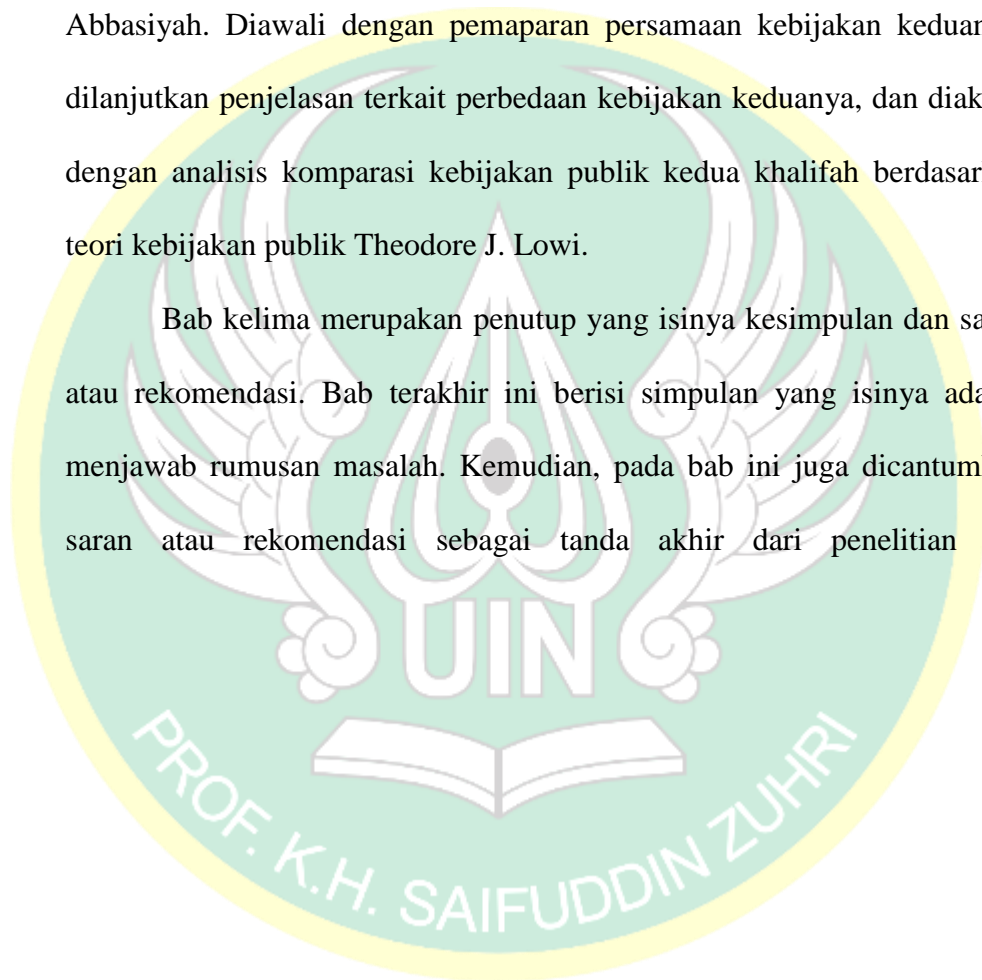 Abbasiyah. Diawali dengan pemaparan persamaan kebijakan keduan
dilanjutkan penjelasan terkait perbedaan kebijakan keduanya, dan diak
dengan analisis komparasi kebijakan publik kedua khalifah berdasar
teori kebijakan publik Theodore J. Lowi.
Bab kelima merupakan penutup yang isinya kesimpulan dan sa
atau rekomendasi. Bab terakhir ini berisi simpulan yang isinya ada
menjawab rumusan masalah. Kemudian, pada bab ini juga dicantum
saran atau rekomendasi sebagai tanda akhir dari penelitian
UIN
PROF. K.H. SAIFUDDIN ZUHRI